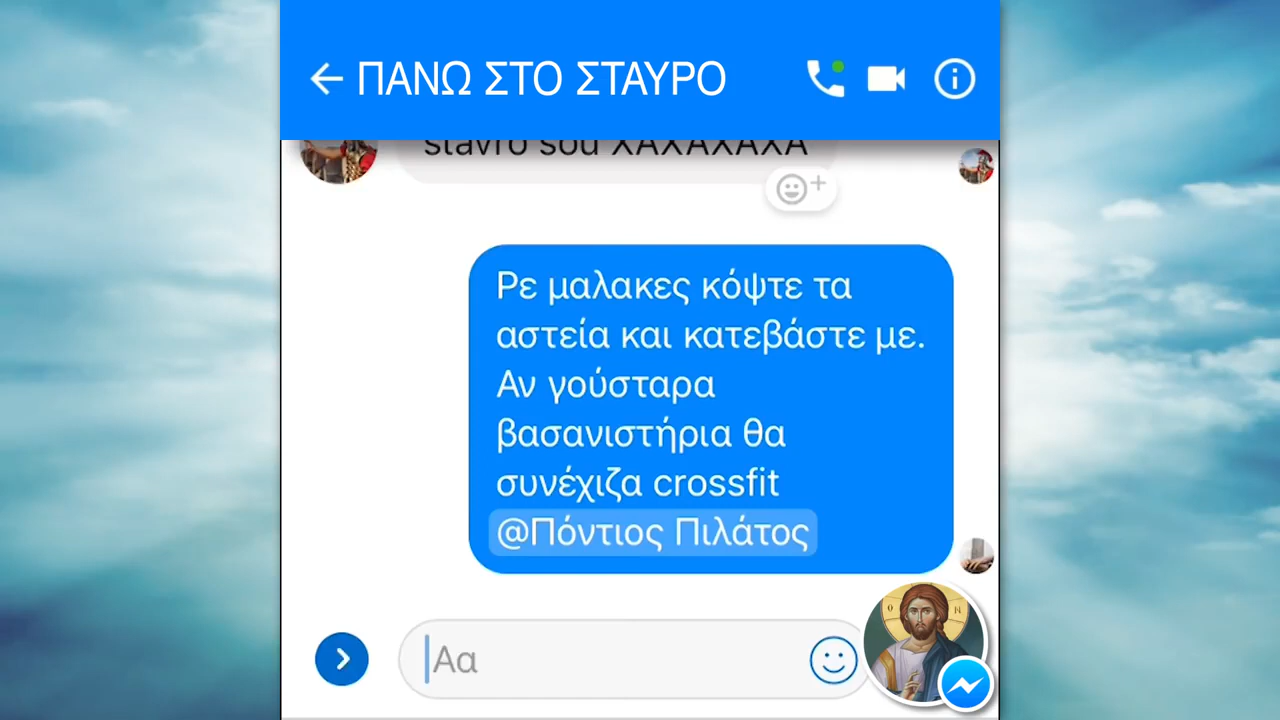 ΠΑΝΩ ΣΤΟ ΣΤΑΥΡΟ
stavro sou ΧΑΧΑΧΑΧΑ
Ρε μαλακες κόψτε τα
αστεία και κατεβάστε με.
Αν γούσταρα
βασανιστήρια θα
συνέχιζα crossfit
@Πόντιος Πιλάτος
Αα
Ο Ν